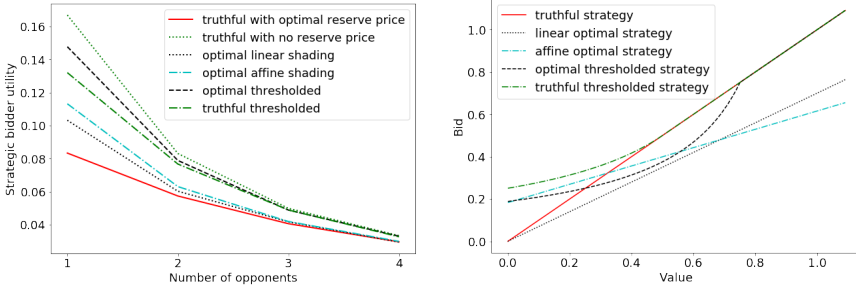 Strategic bidder utility
0.16
0.14
0.12
0.10
0.08
0.06
0.04
truthful with optimal reserve price
truthful with no reserve price
optimal linear shading
optimal affine shading
optimal thresholded
truthful thresholded
1
2
3
4
Number of opponents
Bid
1.0
0.8
0.6
0.4
0.2
0.0
truthful strategy
linear optimal strategy
affine optimal strategy
optimal thresholded strategy
truthful thresholded strategy
0.0
0.2
0.4
0.6
0.8
1.0
Value